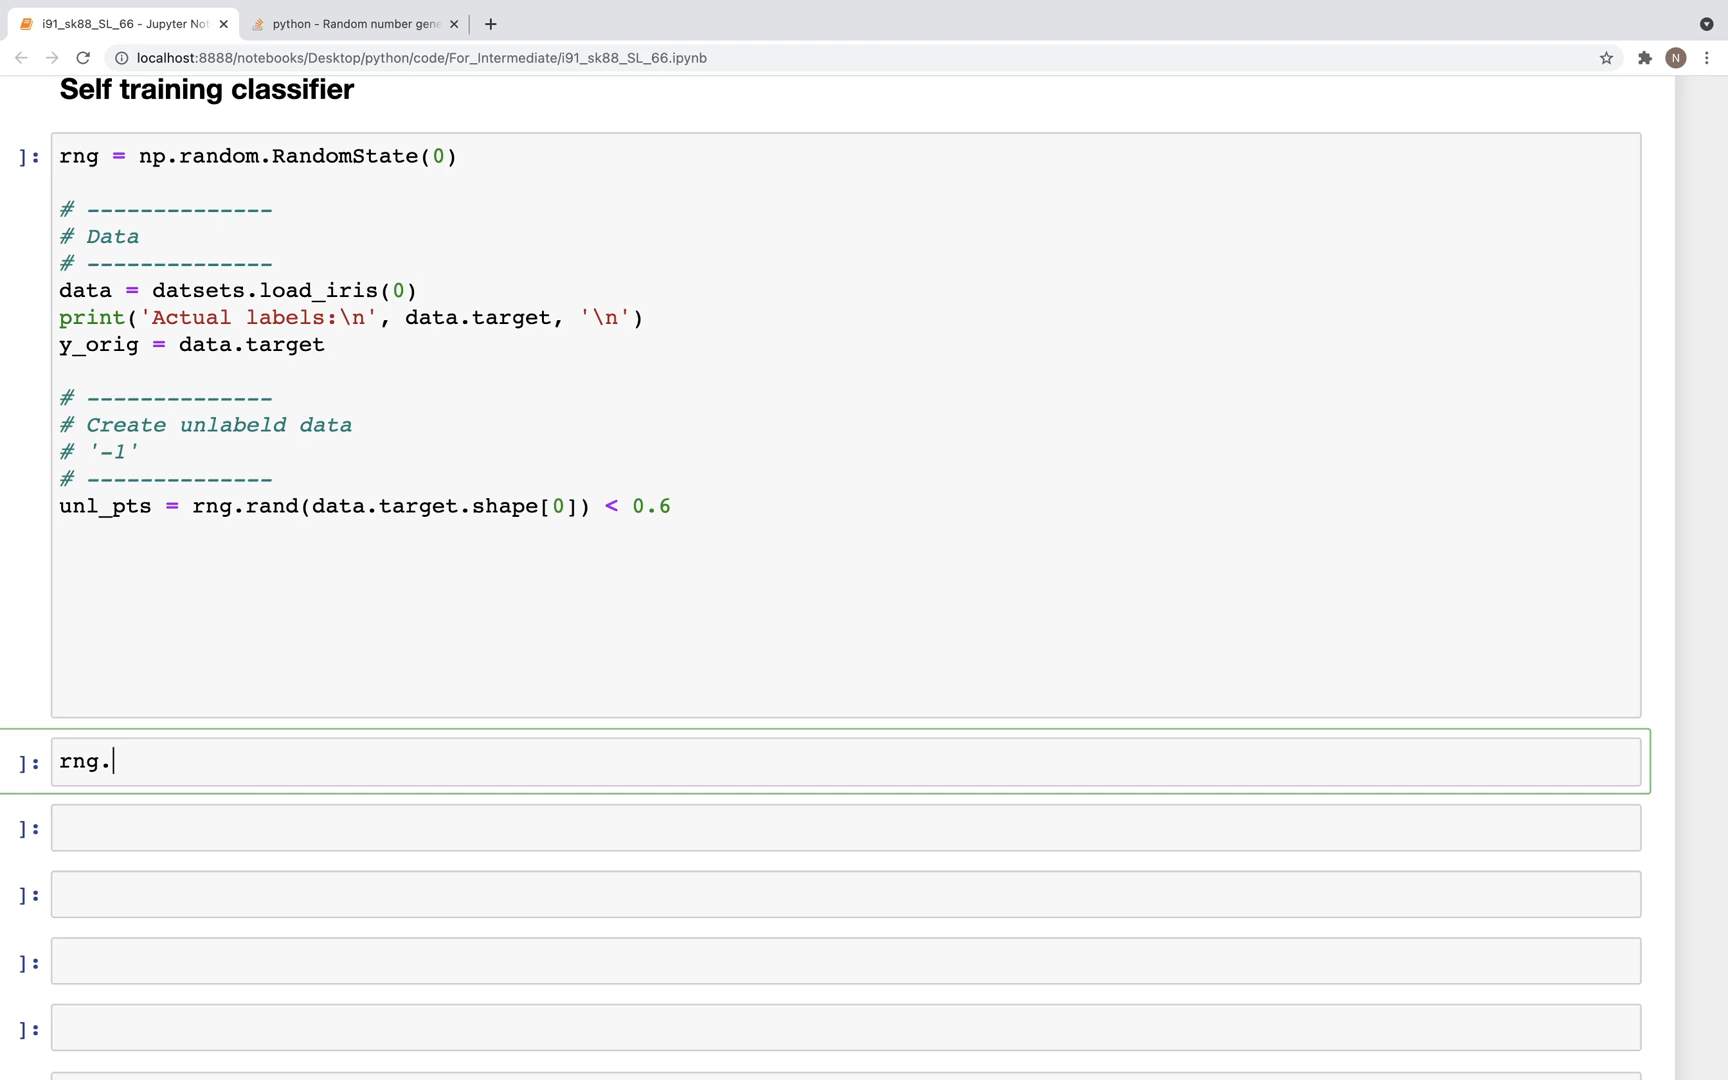 i91_sk88_SL_66 - Jupyter Not
python - Random number gene
localhost:8888/notebooks/Desktop/python/code/For_Intermediate/i91_sk88_SL_66.ipynb
N
Self training classifier
]:
rng = np.random.RandomState(0)
# --------------
# Data
# --------------
data = datsets.load_iris(0)
print('Actual labels:\n', data.target, '\n')
y_orig = data.target
# --------------
# Create unlabeld data
# '-1'
# --------------
unl_pts = rng.rand(data.target.shape[0]) < 0.6
]:
rng.
]:
]:
]:
]: